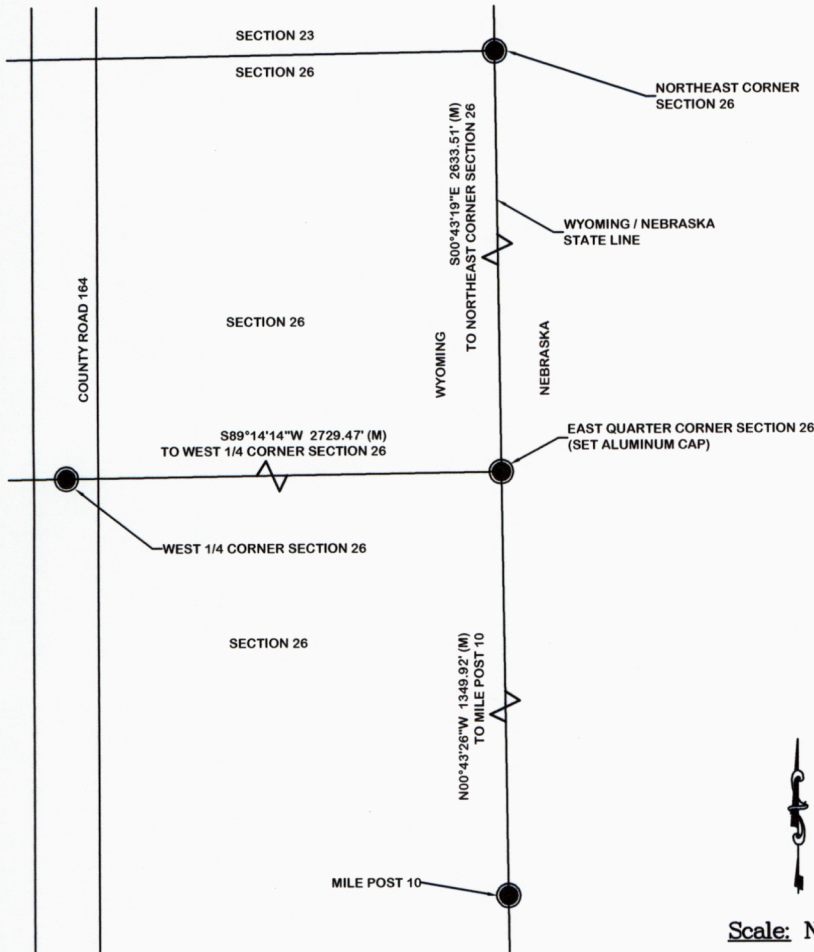 SECTION 23
SECTION 26
NORTHEAST CORNER
SECTION 26
S00°43'19"E 2633.51' (M)
TO NORTHEAST CORNER SECTION 26
WYOMING / NEBRASKA
STATE LINE
COUNTY ROAD 164
SECTION 26
WYOMING
NEBRASKA
S89°14'14"W 2729.47' (M)
TO WEST 1/4 CORNER SECTION 26
EAST QUARTER CORNER SECTION 26
(SET ALUMINUM CAP)
WEST 1/4 CORNER SECTION 26
SECTION 26
N00°43'26"W 1349.92' (M)
TO MILE POST 10
MILE POST 10
Scale: N